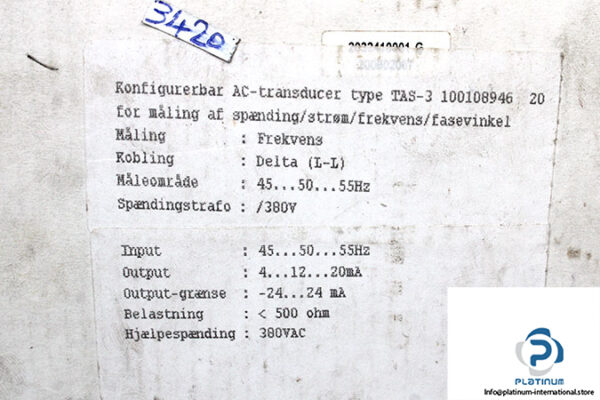 3420
Konfigurerbar AC-transducer type TAS-3 100108946 20
for måling af spænding/strøm/frekvens/fasevinkel
Måling : Frekvens
Kobling : Delta (L-L)
Måleområde : 45...50...55Hz
Spændingstrafo : /380V
Input : 45...50...55Hz
Output : 4...12...20mA
Output-grænse : -24...24 mA
Belastning : < 500 ohm
Hjælpespænding : 380VAC
PLATINUM
Info@platinum-international.store